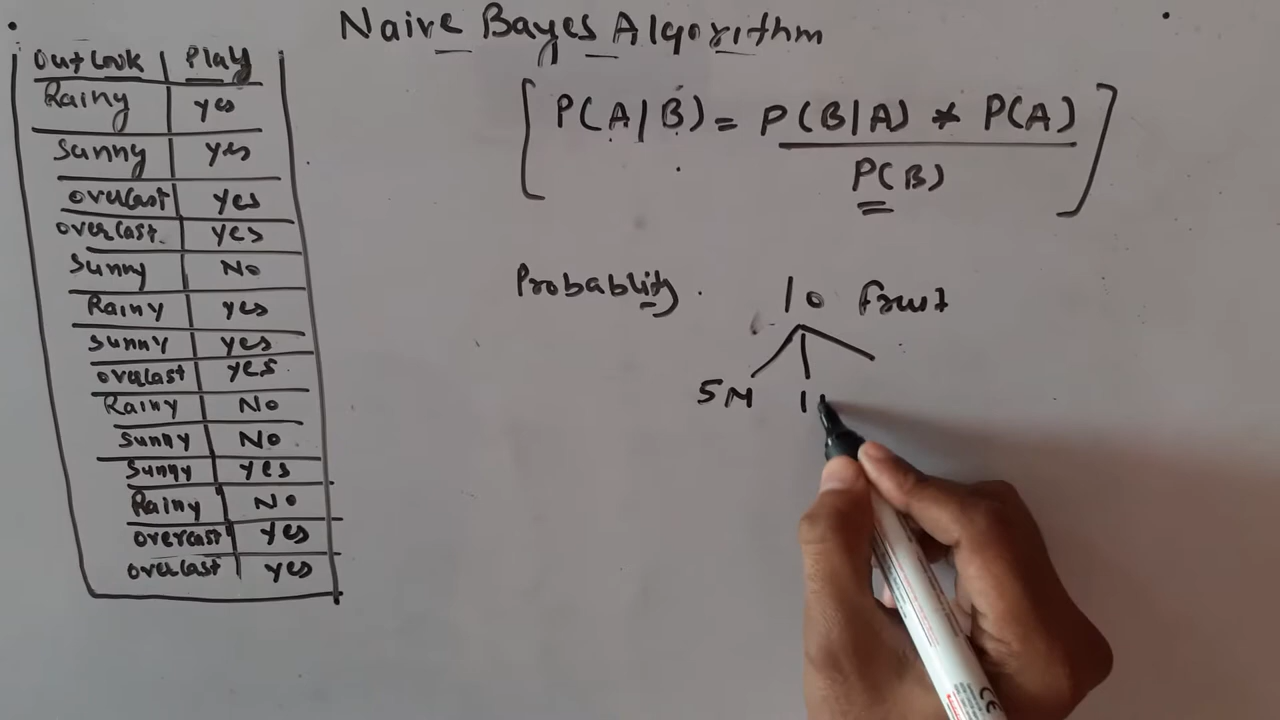 Naive Bayes Algorithm
Outlook Play
Rainy yes
Sunny yes
overcast yes
overcast. yes
Sunny No
Rainy yes
Sunny yes
overcast yes.
Rainy No
Sunny No
Sunny yes
Rainy No
overcast yes
overcast yes
[ P(A|B) = P(B|A) * P(A) ]
P(B)
Probablity. 10 Fruit
5M 1